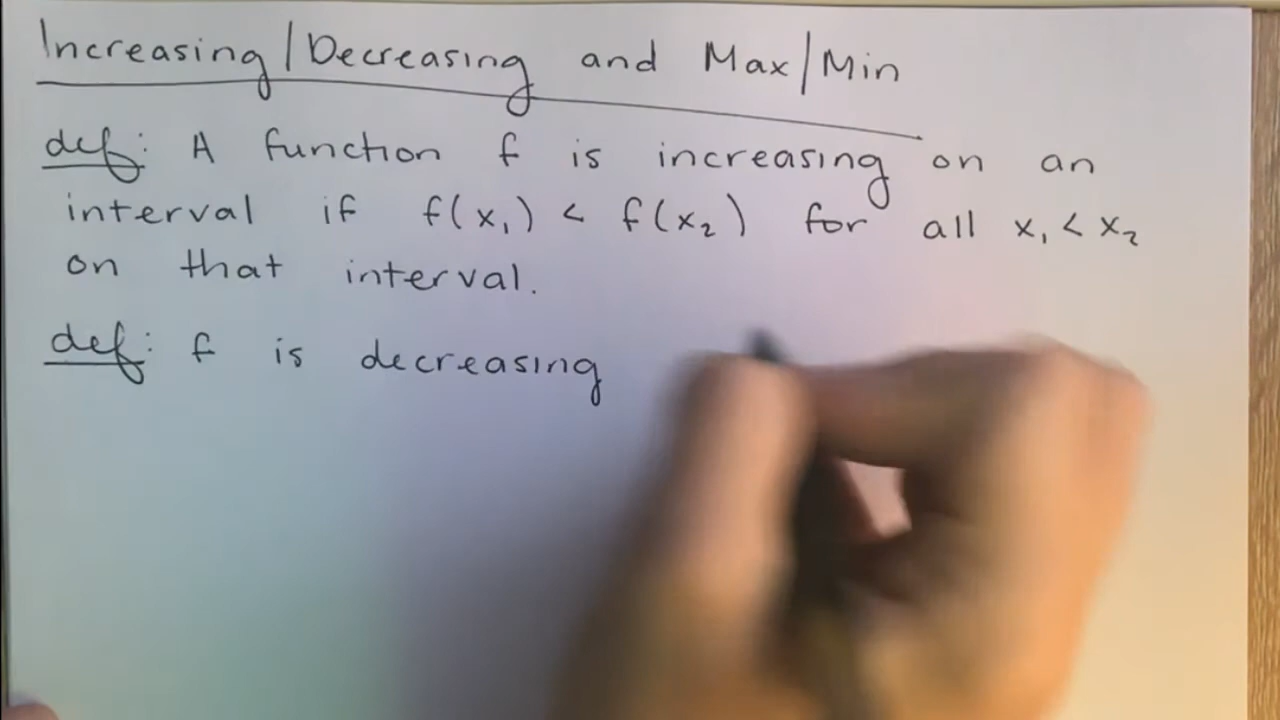 Increasing/Decreasing and Max/Min
def: A function f is increasing on an
interval if f(x₁) < f(x₂) for all x₁ < x₂
on that interval.
def: f is decreasing